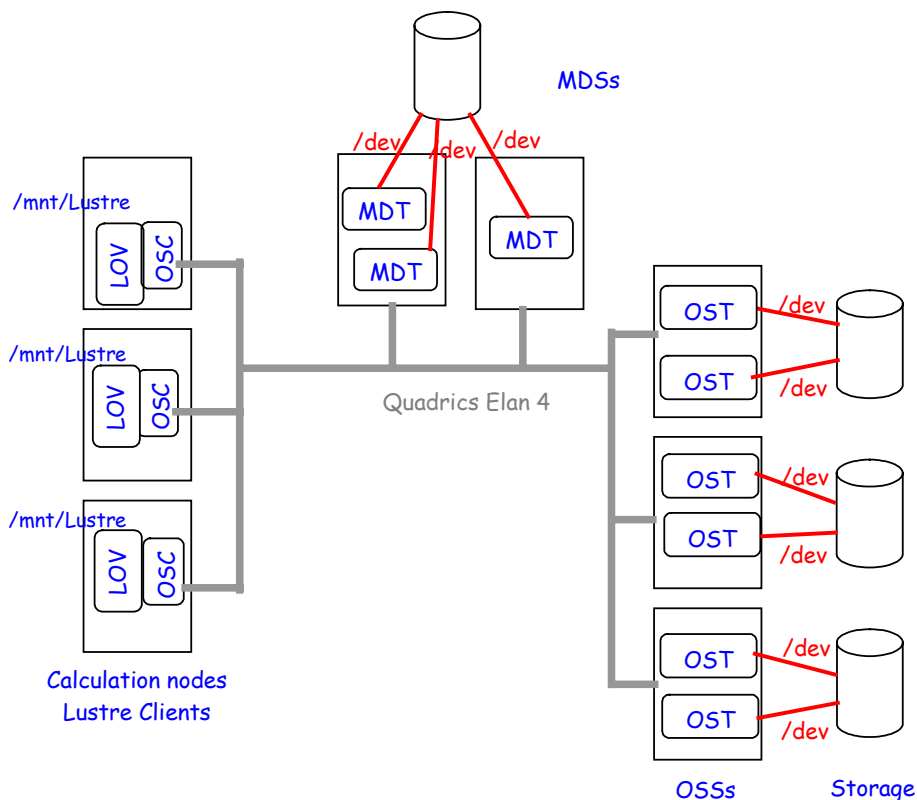 MDSs
/dev
/dev
/dev
MDT
MDT
MDT
/mnt/Lustre
LOV
OSC
/mnt/Lustre
LOV
OSC
/mnt/Lustre
LOV
OSC
Calculation nodes
Lustre Clients
Quadrics Elan 4
OST
/dev
OST
/dev
OST
/dev
OST
/dev
OST
/dev
OST
/dev
OSSs
Storage